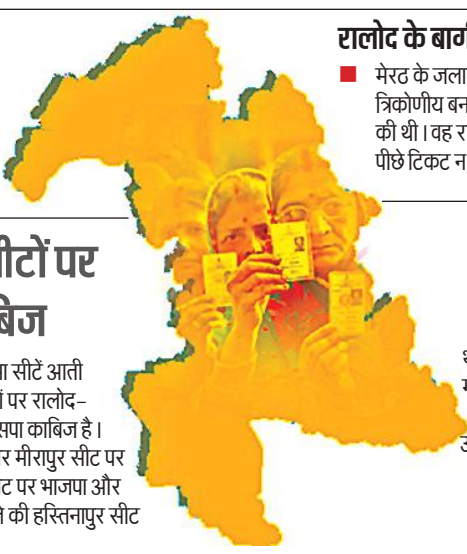 रालोद के बागी
मेरठ के जला
त्रिकोणीय बन
की थी। वह र
पीछे टिकट न
ीटों पर
बिज
ा सीटें आती
ों पर रालोद-
सपा काबिज है।
र मीरापुर सीट पर
ीट पर भाजपा और
े की हस्तिनापुर सीट